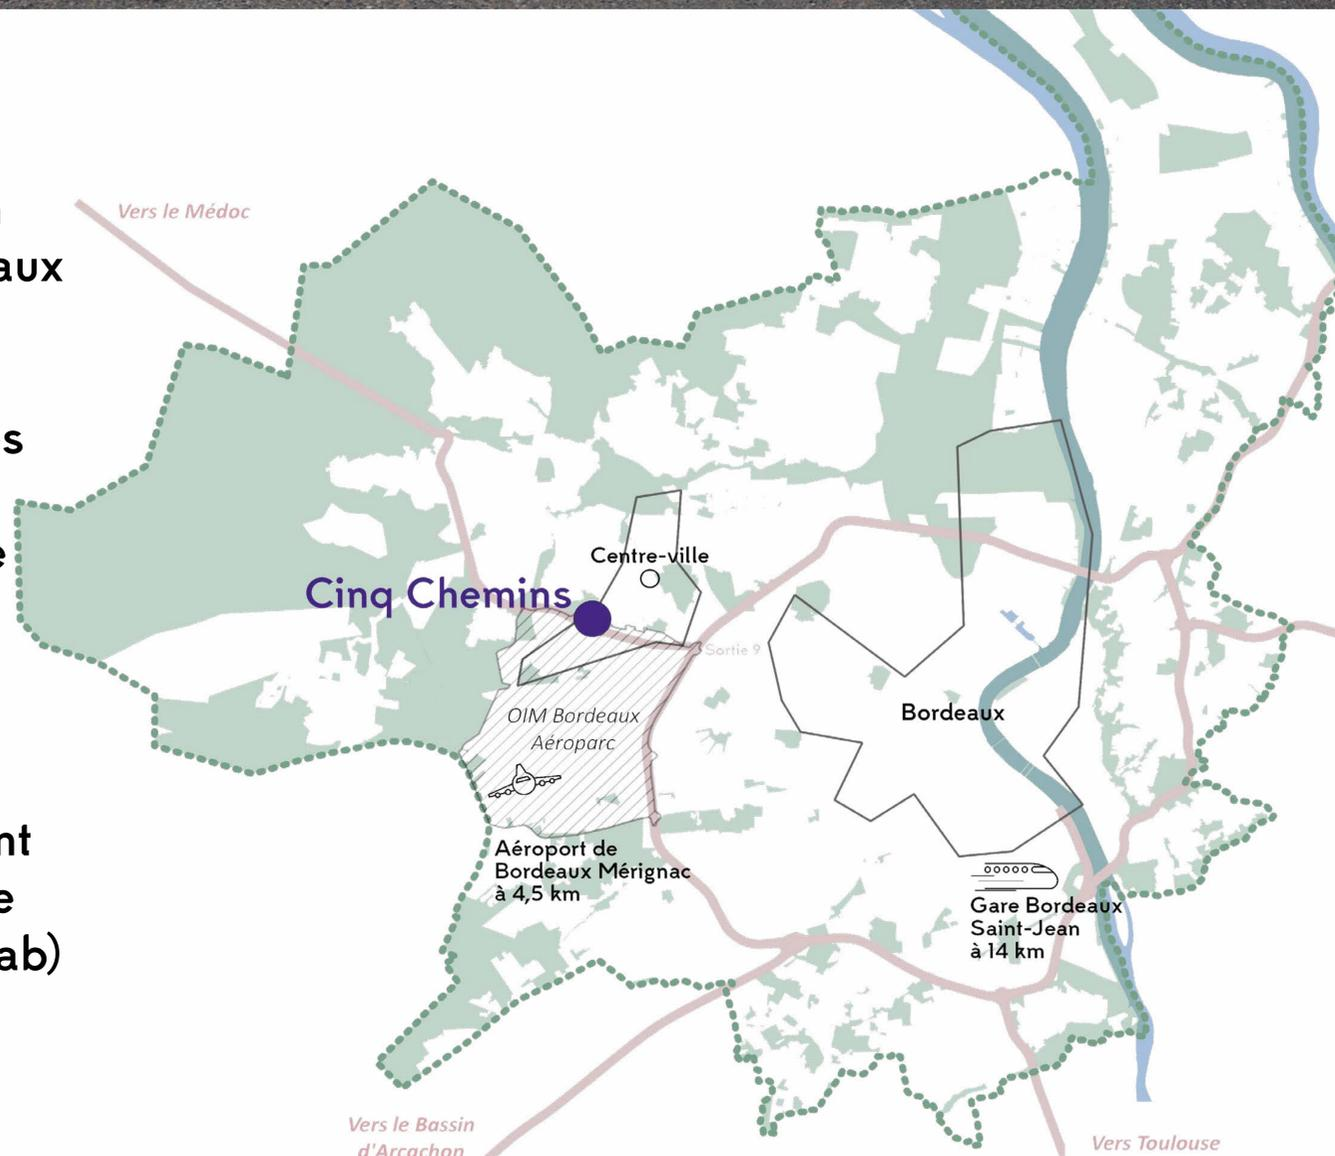 Vers le Médoc
aux
s
e
Centre-ville
Cinq Chemins
Sortie 9
OIM Bordeaux
Aéroparc
Bordeaux
nt
e
ab)
Aéroport de
Bordeaux Mérignac
à 4,5 km
Gare Bordeaux
Saint-Jean
à 14 km
Vers le Bassin
d'Arcachon
Vers Toulouse